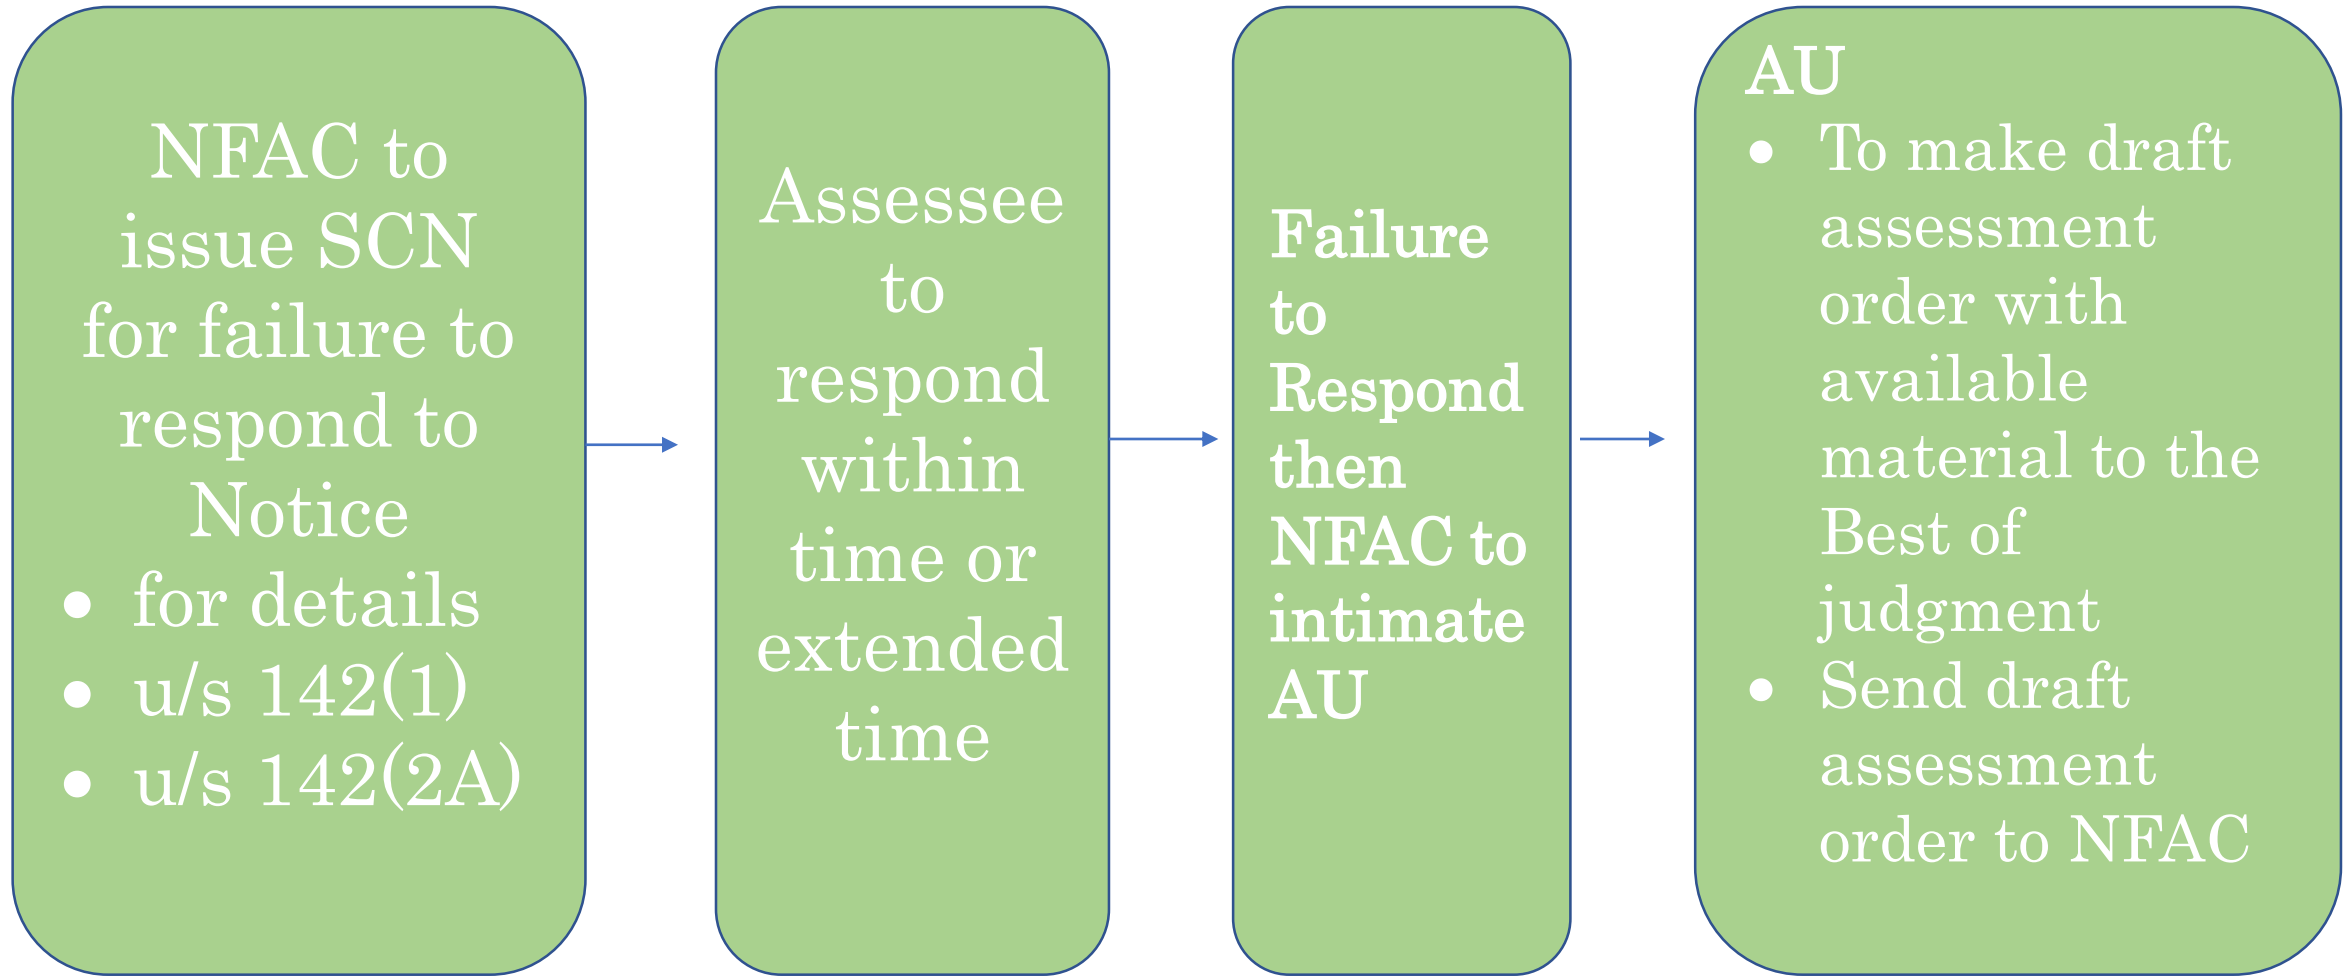 NFAC to
issue SCN
for failure to
respond to
Notice
● for details
● u/s 142(1)
● u/s 142(2A)
Assessee
to
respond
within
time or
extended
time
Failure
to
Respond
then
NFAC to
intimate
AU
AU
● To make draft
assessment
order with
available
material to the
Best of
judgment
● Send draft
assessment
order to NFAC